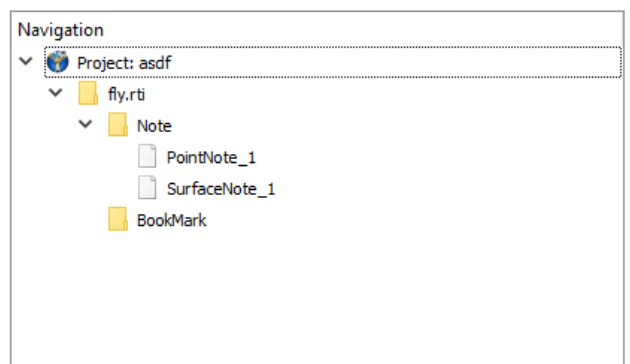 Navigation
Project: asdf
fly.rti
Note
PointNote_1
SurfaceNote_1
BookMark